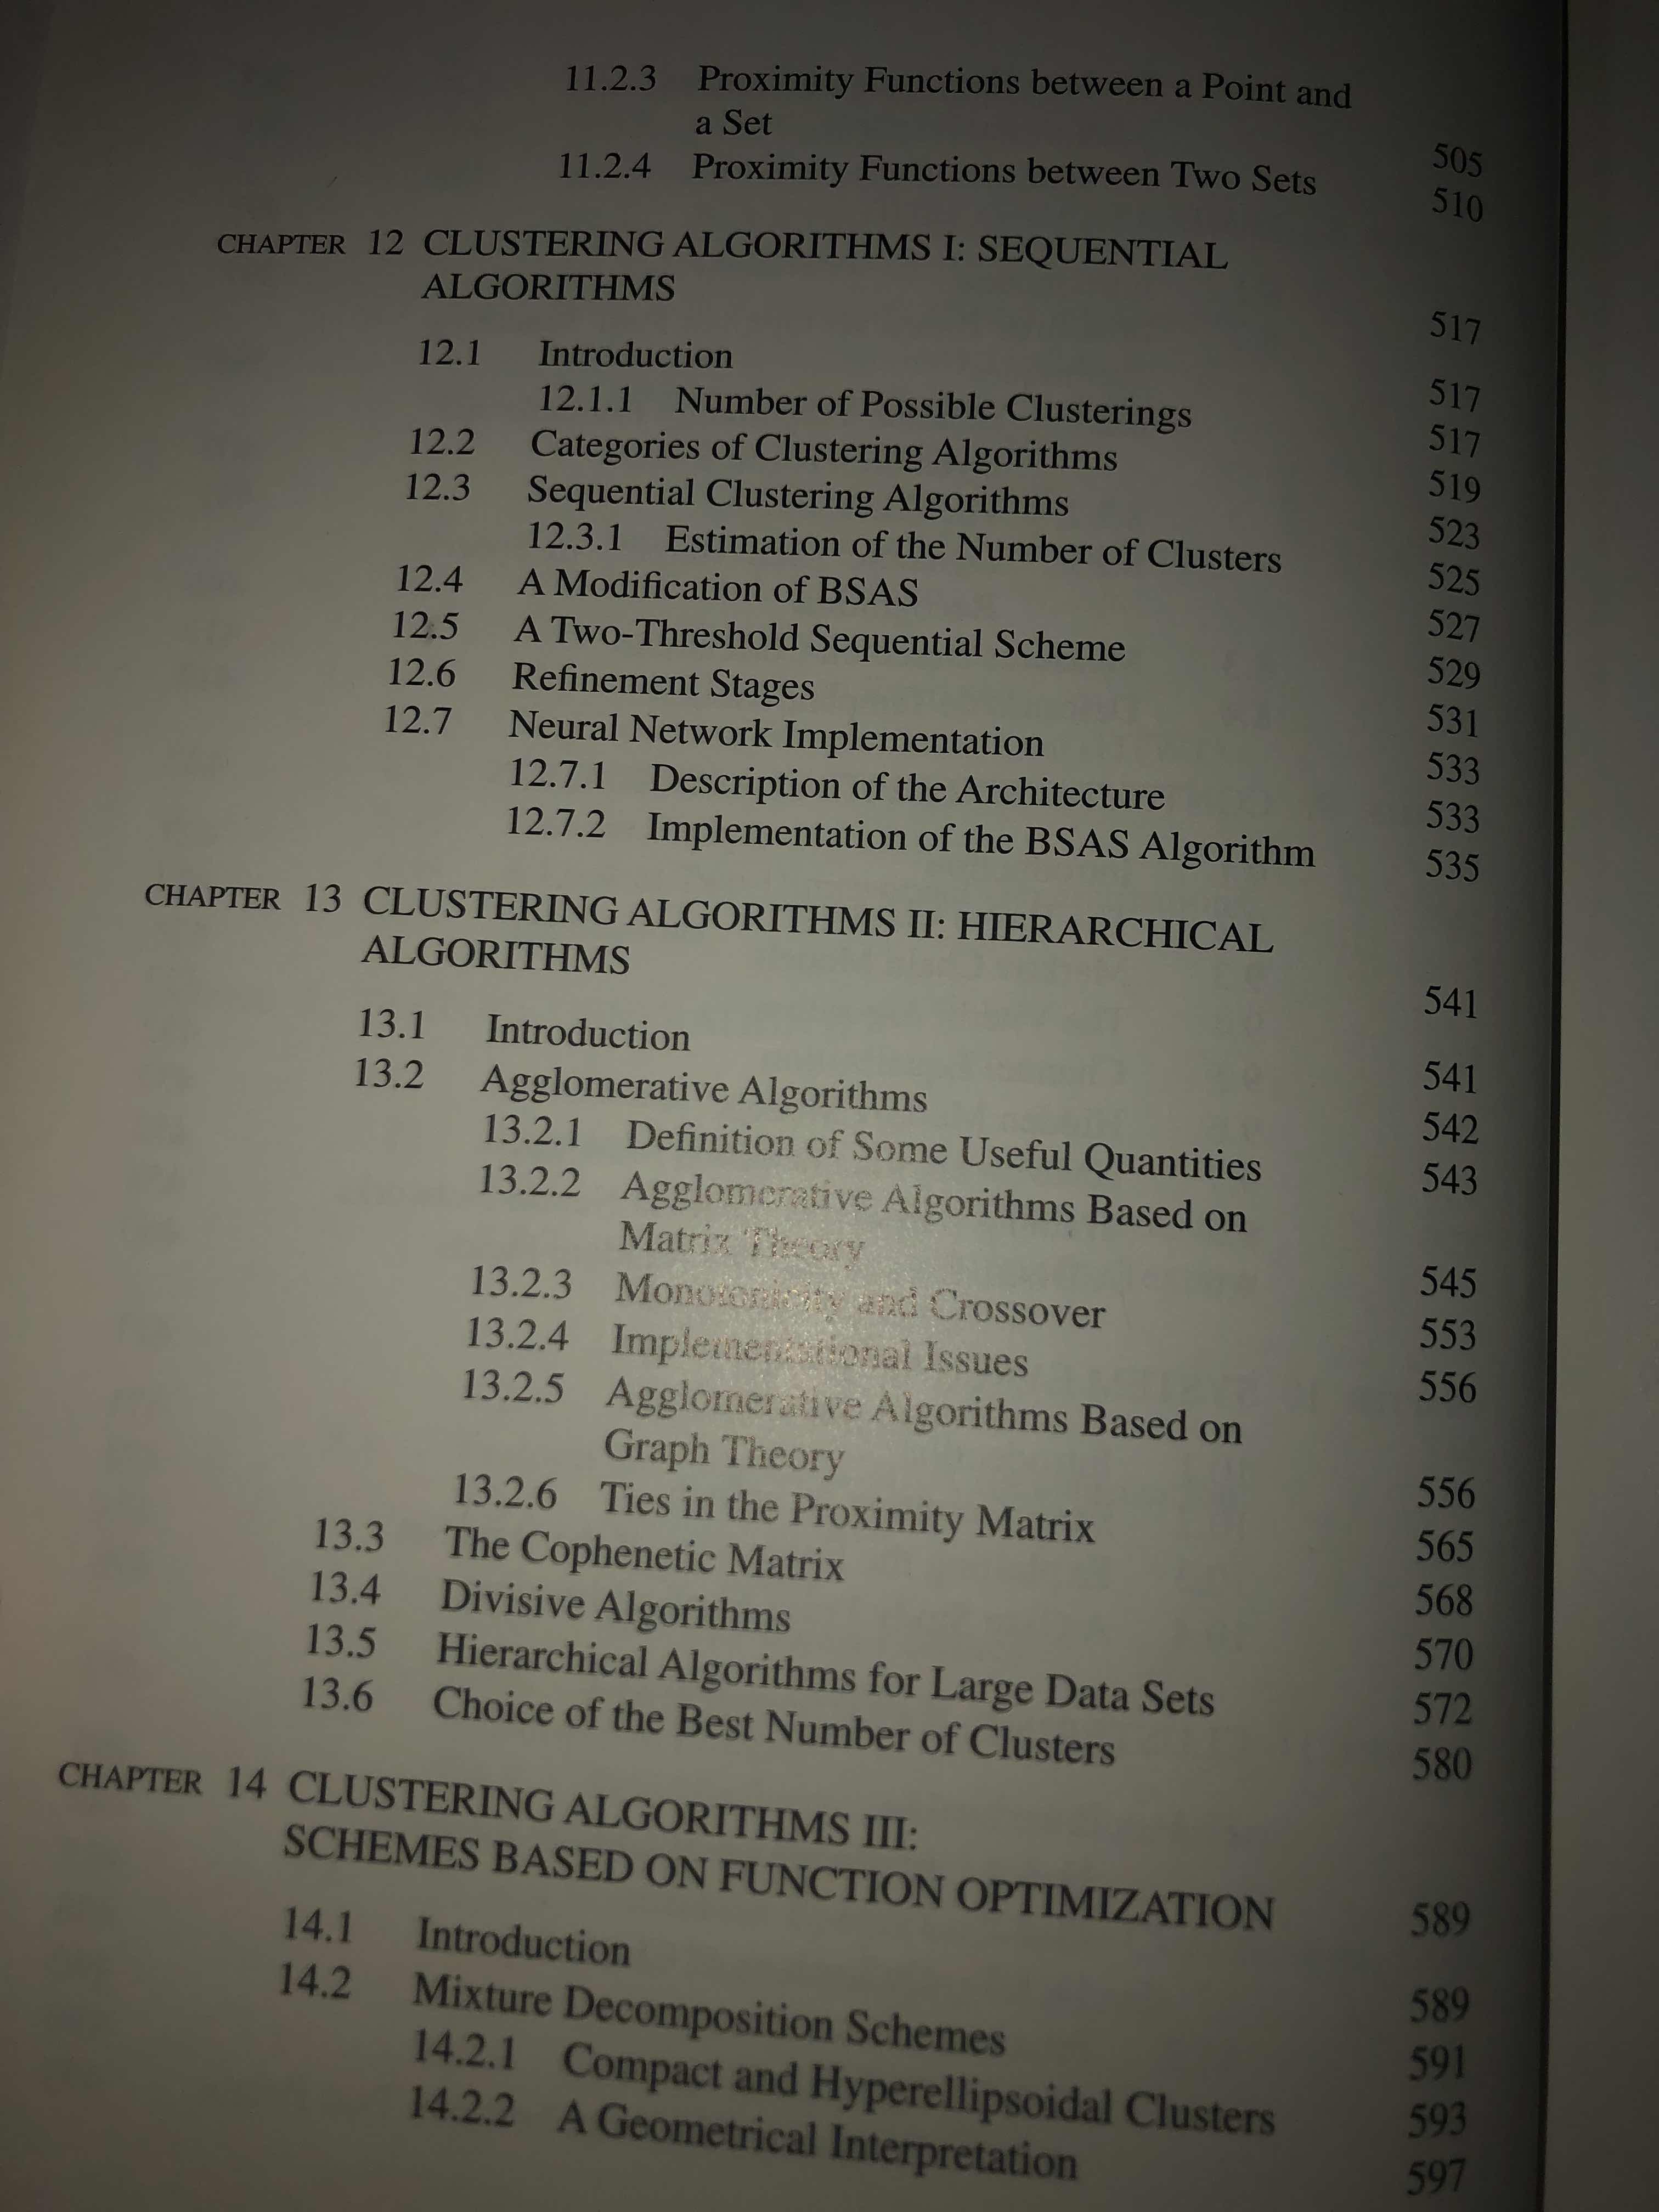 11.2.3 Proximity Functions between a Point and
a Set 505
11.2.4 Proximity Functions between Two Sets 510
CHAPTER 12 CLUSTERING ALGORITHMS I: SEQUENTIAL
ALGORITHMS 517
12.1 Introduction 517
12.1.1 Number of Possible Clusterings 517
12.2 Categories of Clustering Algorithms 519
12.3 Sequential Clustering Algorithms 523
12.3.1 Estimation of the Number of Clusters 525
12.4 A Modification of BSAS 527
12.5 A Two-Threshold Sequential Scheme 529
12.6 Refinement Stages 531
12.7 Neural Network Implementation 533
12.7.1 Description of the Architecture 533
12.7.2 Implementation of the BSAS Algorithm 535
CHAPTER 13 CLUSTERING ALGORITHMS II: HIERARCHICAL
ALGORITHMS 541
13.1 Introduction 541
13.2 Agglomerative Algorithms 542
13.2.1 Definition of Some Useful Quantities 543
13.2.2 Agglomerative Algorithms Based on
Matrix Theory 545
13.2.3 Monotonicity and Crossover 553
13.2.4 Implementational Issues 556
13.2.5 Agglomerative Algorithms Based on
Graph Theory 556
13.2.6 Ties in the Proximity Matrix 565
13.3 The Cophenetic Matrix 568
13.4 Divisive Algorithms 570
13.5 Hierarchical Algorithms for Large Data Sets 572
13.6 Choice of the Best Number of Clusters 580
CHAPTER 14 CLUSTERING ALGORITHMS III:
SCHEMES BASED ON FUNCTION OPTIMIZATION 589
14.1 Introduction 589
14.2 Mixture Decomposition Schemes 591
14.2.1 Compact and Hyperellipsoidal Clusters 593
14.2.2 A Geometrical Interpretation 597